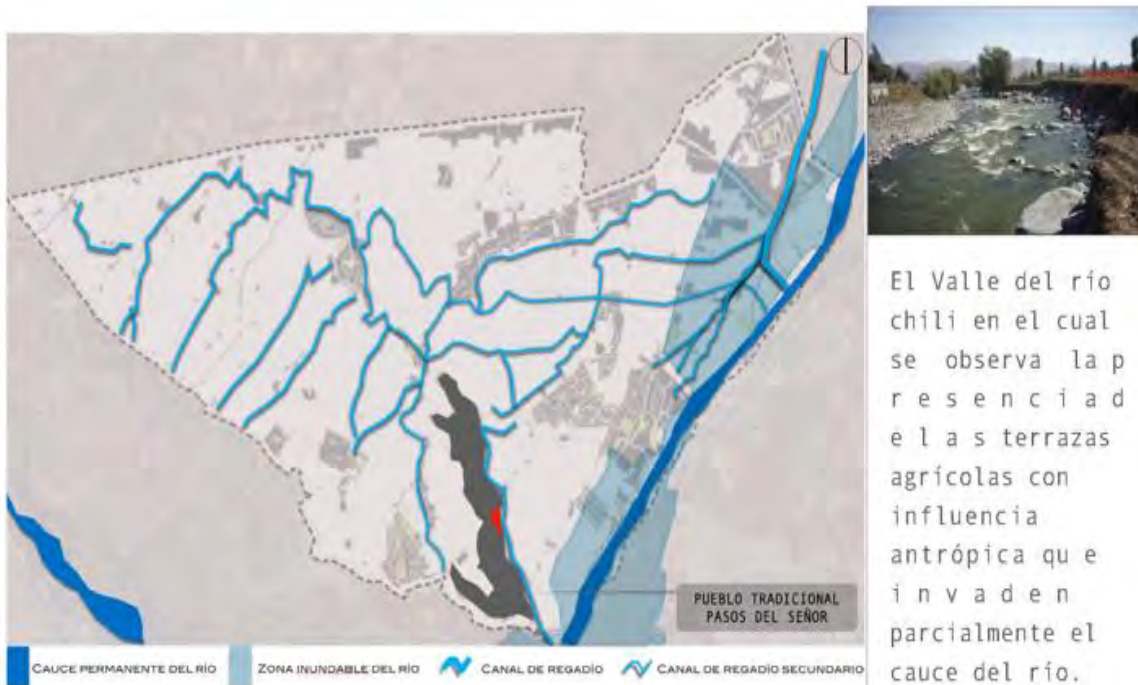 El Valle del río
chili en el cual
se observa la p
r e s e n c i a d
e l a s terrazas
agrícolas con
influencia
antrópica qu e
i n v a d e n
parcialmente el
cauce del río.
PUEBLO TRADICIONAL
PASOS DEL SEÑOR
CAUCE PERMANENTE DEL RÍO
ZONA INUNDABLE DEL RÍO
CANAL DE REGADÍO
CANAL DE REGADÍO SECUNDARIO